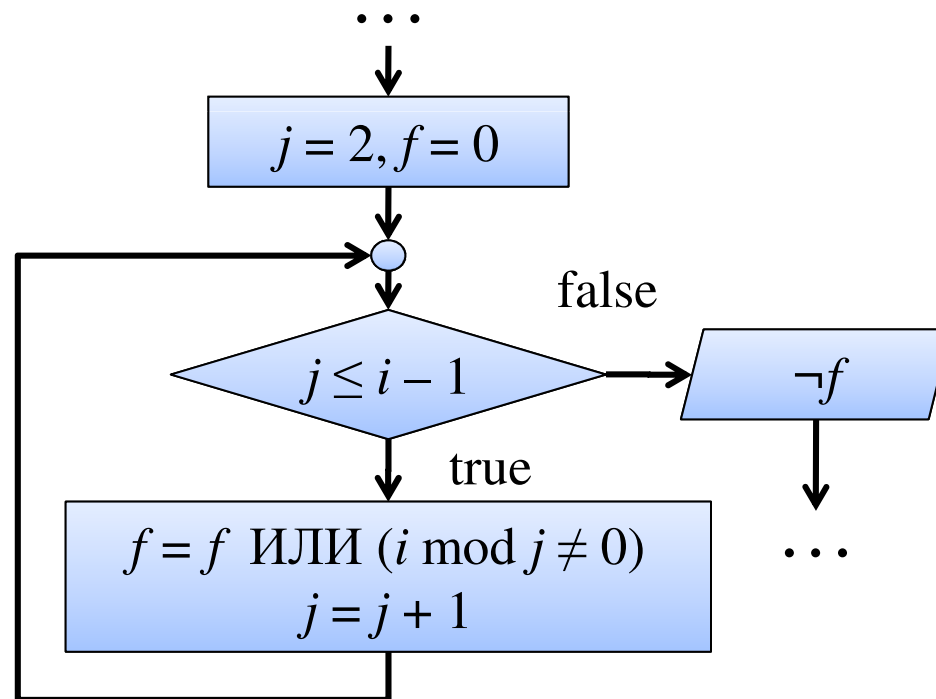 ...
j = 2, f = 0
false
j ≤ i – 1
¬f
true
f = f ИЛИ (i mod j ≠ 0)
j = j + 1
...